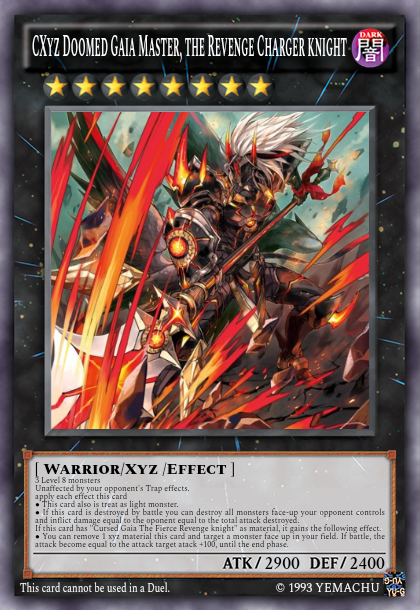 CXyz Doomed Gaia Master, the Revenge Charger knight
DARK
闇
[ Warrior/Xyz /Effect ]
3 Level 8 monsters
Unaffected by your opponent's Trap effects.
apply each effect this card
● This card also is treat as light monster.
● If this card is destroyed by battle you can destroy all monsters face-up your opponent controls
and inflict damage equal to the opponent equal to the total attack destroyed.
If this card has "Cursed Gaia The Fierce Revenge knight" as material, it gains the following effect.
● You can remove 1 xyz material this card and target a monster face up in your field. If battle, the
attack become equal to the attack target atack +100, until the end phase.
ATK / 2900 DEF / 2400
This card cannot be used in a Duel.
© 1993 YEMACHU